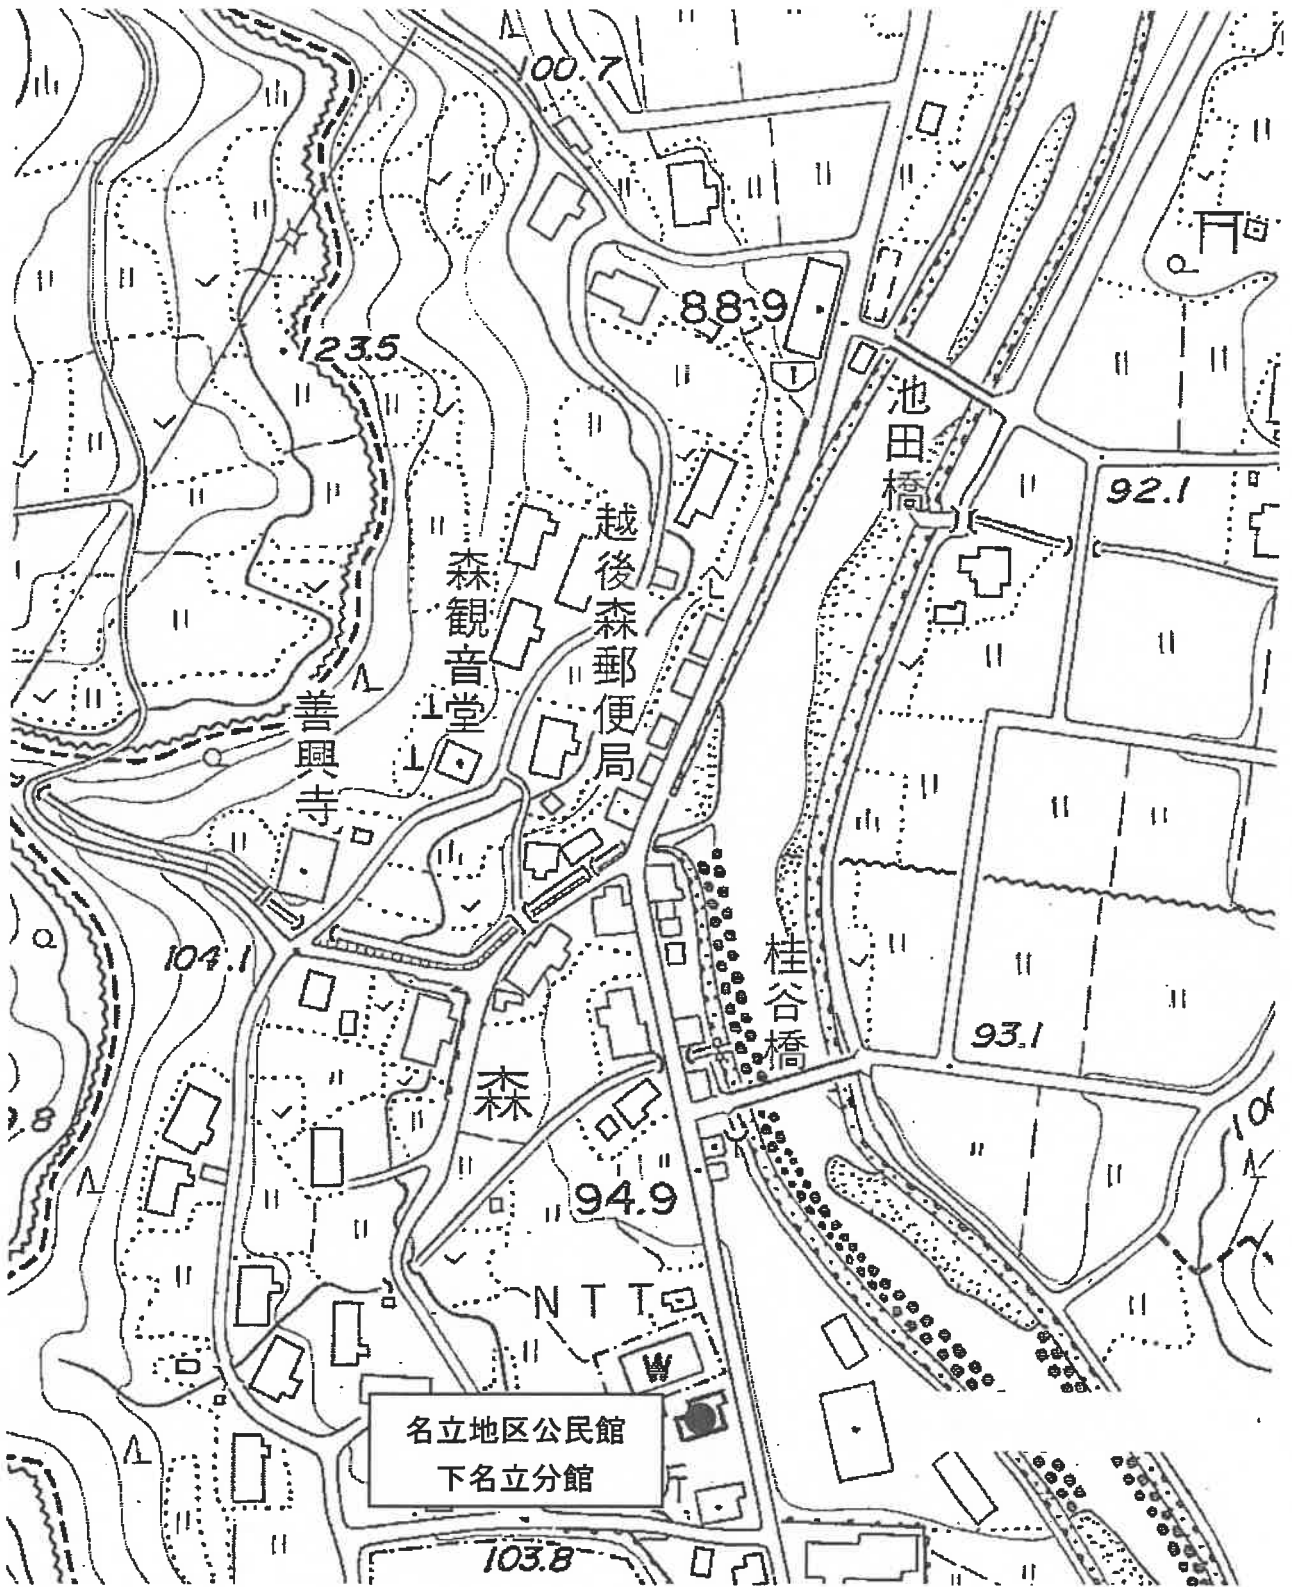 100.7
88.9
123.5
池田橋
92.1
越後森郵便局
森観音堂
善興寺
104.1
桂谷橋
93.1
森
94.9
NTT
名立地区公民館
下名立分館
103.8